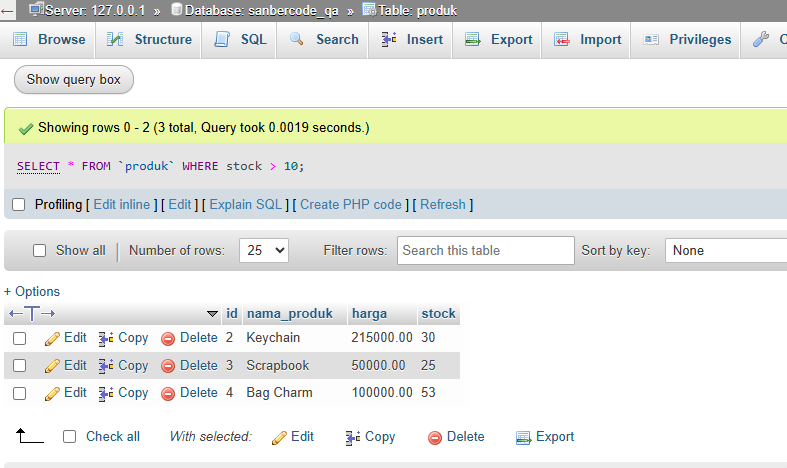 Server: 127.0.0.1 » Database: sanbercode_qa » Table: produk
Browse Structure SQL Search Insert Export Import Privileges
Show query box
Showing rows 0 - 2 (3 total, Query took 0.0019 seconds.)
SELECT * FROM `produk` WHERE stock > 10;
Profiling [ Edit inline ] [ Edit ] [ Explain SQL ] [ Create PHP code ] [ Refresh ]
Show all | Number of rows: 25 Filter rows: Search this table Sort by key: None
+ Options
←T→ id nama_produk harga stock
Edit Copy Delete 2 Keychain 215000.00 30
Edit Copy Delete 3 Scrapbook 50000.00 25
Edit Copy Delete 4 Bag Charm 100000.00 53
Check all With selected: Edit Copy Delete Export